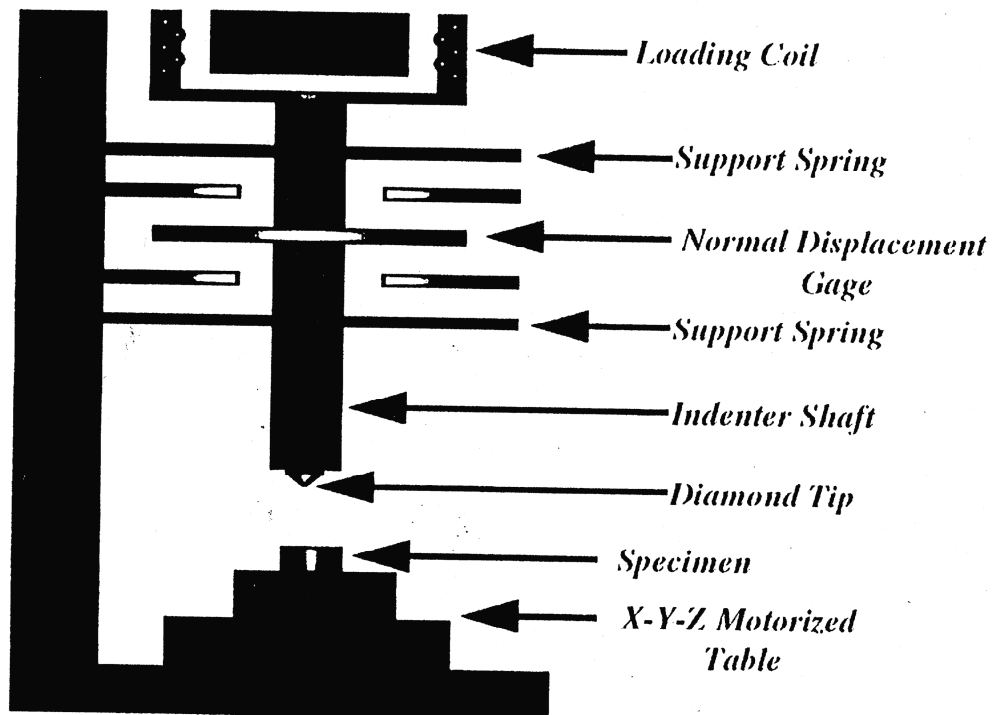 Loading Coil
Support Spring
Normal Displacement
Gage
Support Spring
Indenter Shaft
Diamond Tip
Specimen
X-Y-Z Motorized
Table